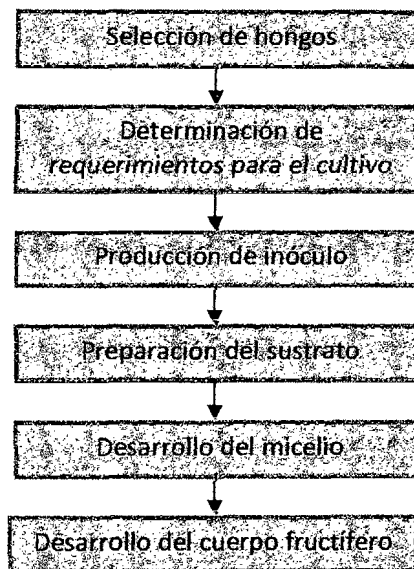 Selección de hongos
Determinación de
requerimientos para el cultivo
Producción de inóculo
Preparación del sustrato
Desarrollo del micelio
Desarrollo del cuerpo fructífero